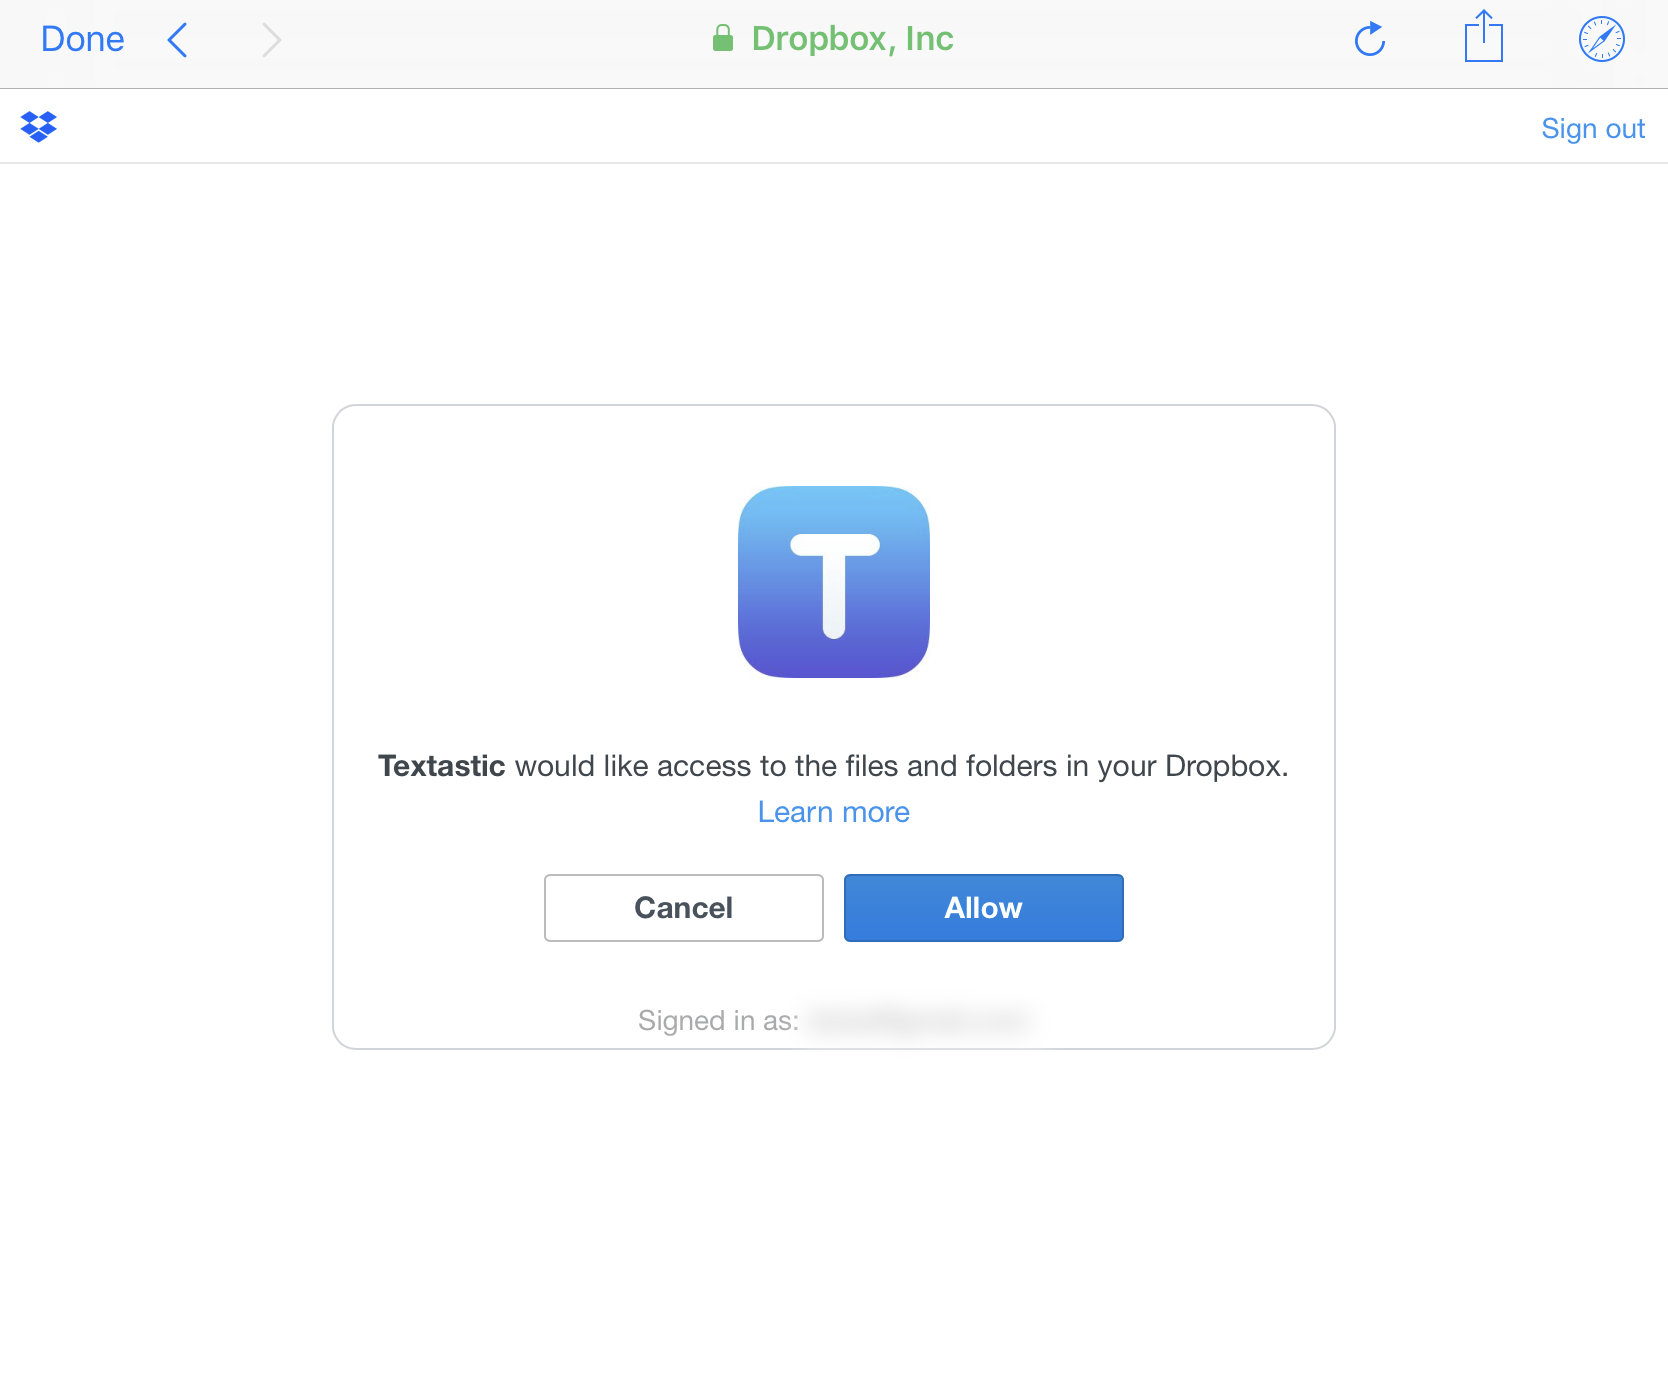 Done
Dropbox, Inc
Sign out
T
Textastic would like access to the files and folders in your Dropbox.
Learn more
Cancel
Allow
Signed in as: